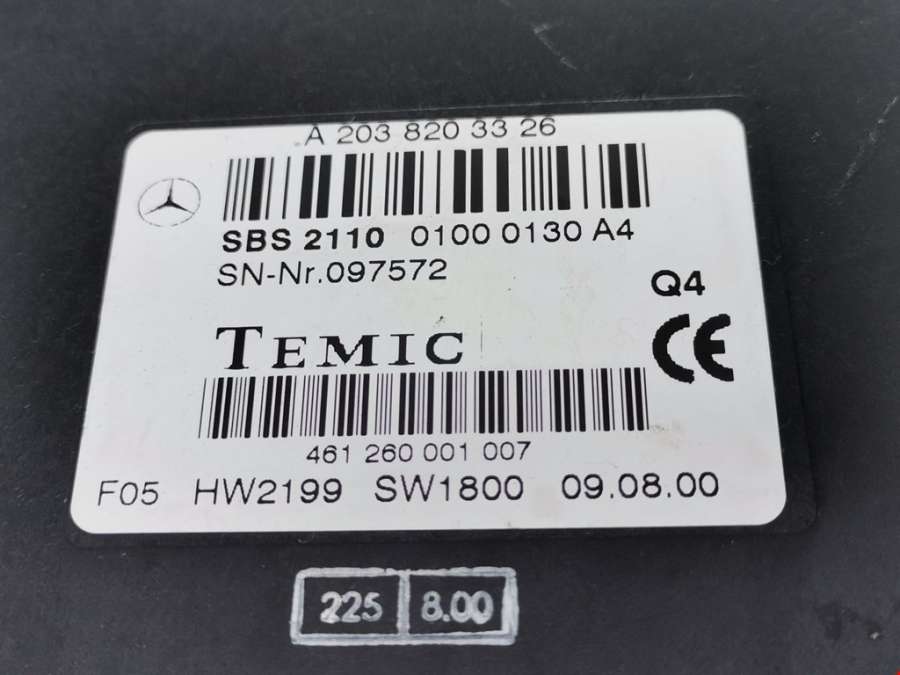 A 203 820 33 26
SBS 2110 0100 0130 A4
SN-Nr.097572
Q4
TEMIC
CE
461 260 001 007
F05 HW2199 SW1800 09.08.00
225 8.00